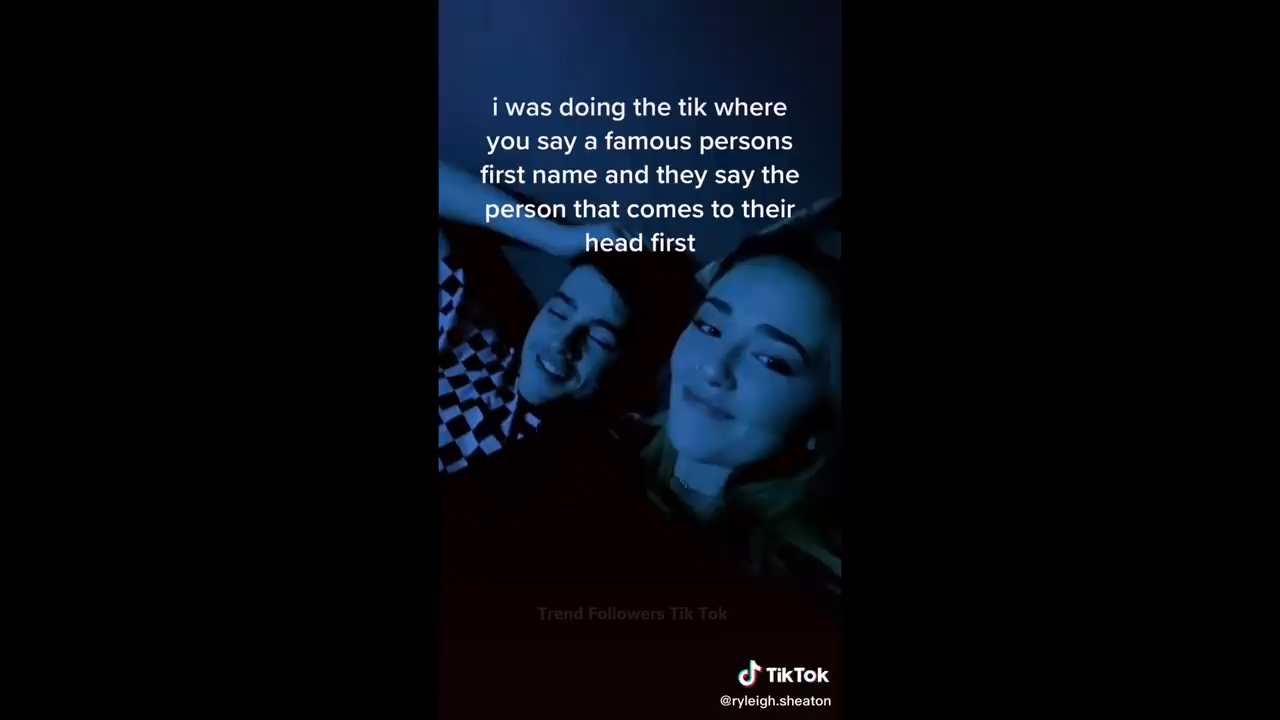 i was doing the tik where
you say a famous persons
first name and they say the
person that comes to their
head first
Trend Followers Tik Tok
TikTok
@ryleigh.sheaton